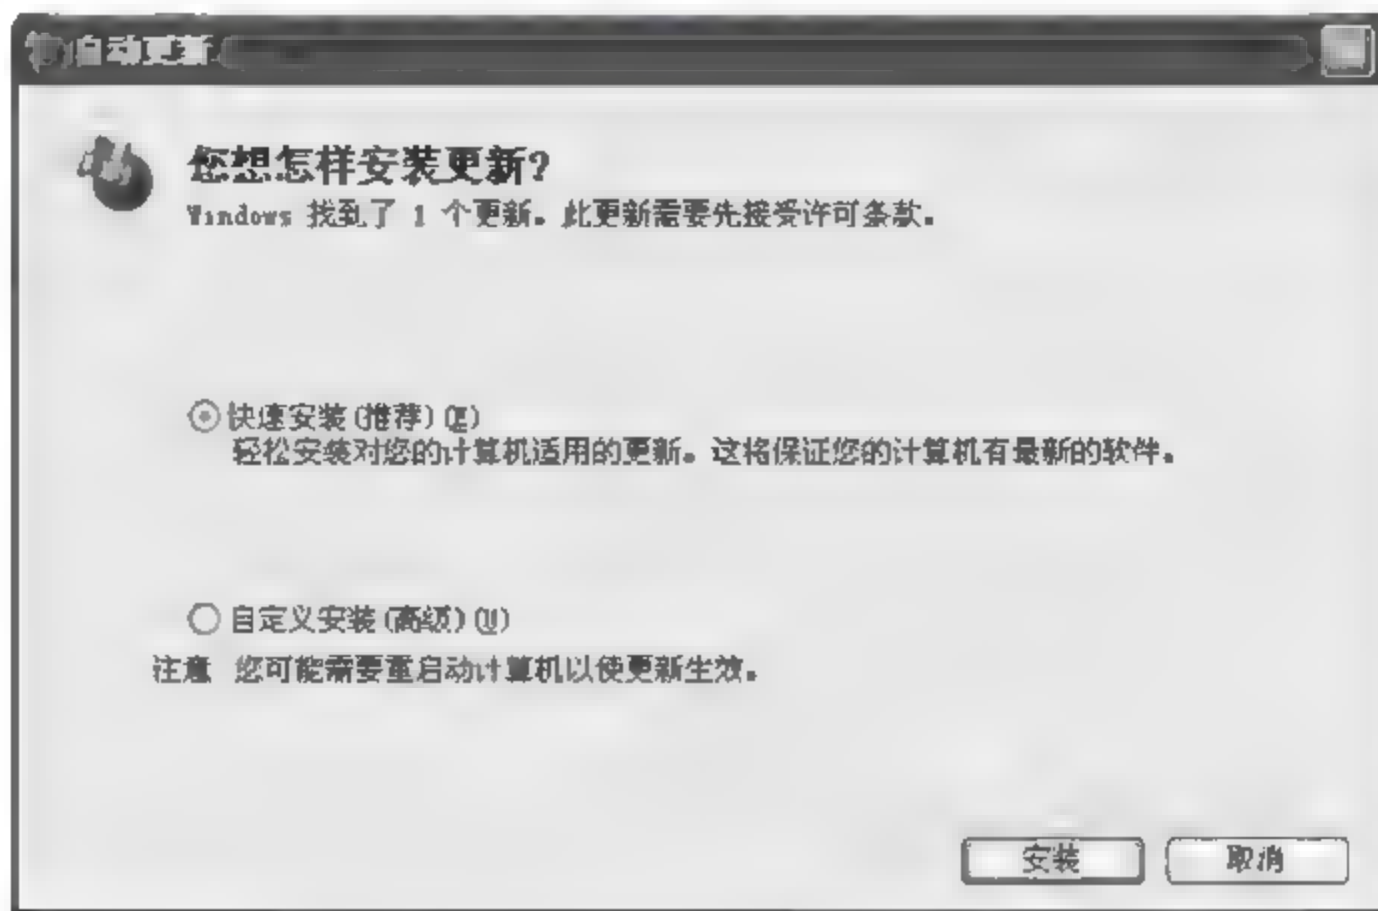 自动更新
您想怎样安装更新?
Windows 找到了 1 个更新。此更新需要先接受许可条款。
快速安装(推荐)(E)
轻松安装对您的计算机适用的更新。这将保证您的计算机有最新的软件。
自定义安装(高级)(U)
注意 您可能需要重启动计算机以使更新生效。
安装 取消